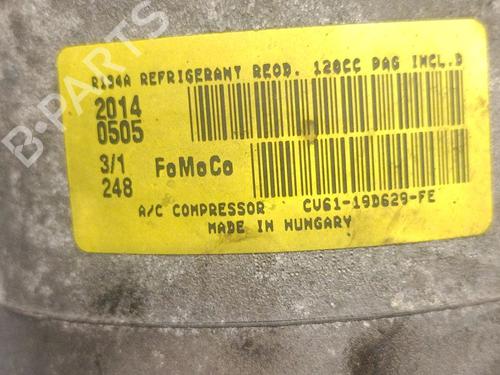 R134A REFRIGERANT REQD. 120CC PAG INCL.D
2014
0505
3/1
248
FoMoCo
A/C COMPRESSOR CV61-19D629-FE
MADE IN HUNGARY
B-PARTS